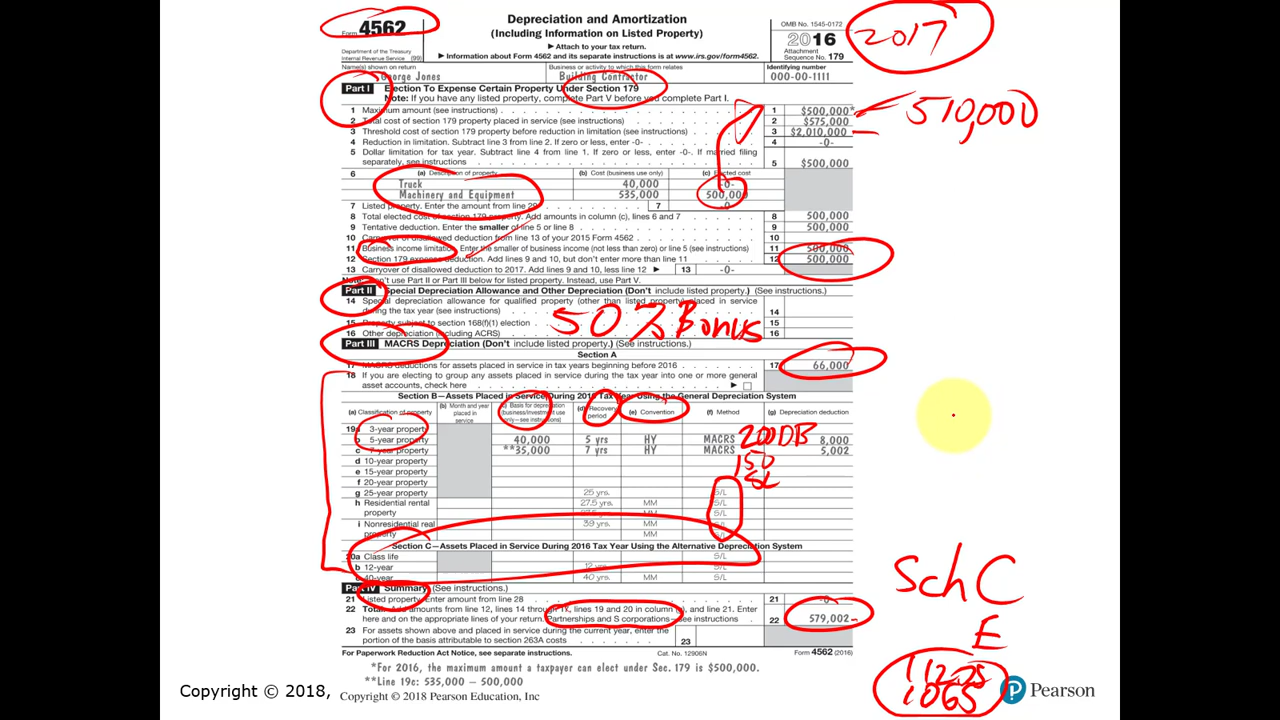 Form 4562
Department of the Treasury
Internal Revenue Service (99)
Depreciation and Amortization
(Including Information on Listed Property)
▶ Attach to your tax return.
▶ Information about Form 4562 and its separate instructions is at www.irs.gov/form4562.
OMB No. 1545-0172
2016
Attachment
Sequence No. 179
2017
Name(s) shown on return
George Jones
Business or activity to which this form relates
Building Contractor
Identifying number
000-00-1111
Part I Election To Expense Certain Property Under Section 179
Note: If you have any listed property, complete Part V before you complete Part I.
1 Maximum amount (see instructions) 1 $500,000*
510,000
2 Total cost of section 179 property placed in service (see instructions) 2 $575,000
3 Threshold cost of section 179 property before reduction in limitation (see instructions) 3 $2,010,000
4 Reduction in limitation. Subtract line 3 from line 2. If zero or less, enter -0- 4 -0-
5 Dollar limitation for tax year. Subtract line 4 from line 1. If zero or less, enter -0-. If married filing
separately, see instructions 5 $500,000
6 (a) Description of property (b) Cost (business use only) (c) Elected cost
Truck 40,000 -0-
Machinery and Equipment 535,000 500,000
7 Listed property. Enter the amount from line 29 7 -0-
8 Total elected cost of section 179 property. Add amounts in column (c), lines 6 and 7 8 500,000
9 Tentative deduction. Enter the smaller of line 5 or line 8 9 500,000
10 Carryover of disallowed deduction from line 13 of your 2015 Form 4562 10
11 Business income limitation. Enter the smaller of business income (not less than zero) or line 5 (see instructions) 11 500,000
12 Section 179 expense deduction. Add lines 9 and 10, but don't enter more than line 11 12 500,000
13 Carryover of disallowed deduction to 2017. Add lines 9 and 10, less line 12 ▶ 13 -0-
Note: Don't use Part II or Part III below for listed property. Instead, use Part V.
Part II Special Depreciation Allowance and Other Depreciation (Don't include listed property.) (See instructions.)
14 Special depreciation allowance for qualified property (other than listed property) placed in service
during the tax year (see instructions) 14
15 Property subject to section 168(f)(1) election 15
16 Other depreciation (including ACRS) 16
50% Bonus
Part III MACRS Depreciation (Don't include listed property.) (See instructions.)
Section A
17 MACRS deductions for assets placed in service in tax years beginning before 2016 17 66,000
18 If you are electing to group any assets placed in service during the tax year into one or more general
asset accounts, check here ▶
Section B—Assets Placed in Service During 2016 Tax Year Using the General Depreciation System
(a) Classification of property (b) Month and year placed in service (c) Basis for depreciation (business/investment use only—see instructions) (d) Recovery period (e) Convention (f) Method (g) Depreciation deduction
19a 3-year property
b 5-year property 40,000 5 yrs HY MACRS 200DB 8,000
c 7-year property **35,000 7 yrs HY MACRS 5,002
d 10-year property 150
e 15-year property SL
f 20-year property
g 25-year property 25 yrs. S/L
h Residential rental 27.5 yrs. MM S/L
property 27.5 yrs. MM S/L
i Nonresidential real 39 yrs. MM S/L
property MM S/L
Section C—Assets Placed in Service During 2016 Tax Year Using the Alternative Depreciation System
20a Class life S/L
b 12-year 12 yrs. S/L
c 40-year 40 yrs. MM S/L
Part IV Summary (See instructions.)
21 Listed property. Enter amount from line 28 21 -0-
22 Total. Add amounts from line 12, lines 14 through 17, lines 19 and 20 in column (g), and line 21. Enter
here and on the appropriate lines of your return. Partnerships and S corporations—see instructions 22 579,002
23 For assets shown above and placed in service during the current year, enter the
portion of the basis attributable to section 263A costs 23
For Paperwork Reduction Act Notice, see separate instructions. Cat. No. 12906N Form 4562 (2016)
*For 2016, the maximum amount a taxpayer can elect under Sec. 179 is $500,000.
**Line 19c: 535,000 – 500,000
Sch C
E
1065
Copyright © 2018, Copyright © 2018 Pearson Education, Inc
Pearson